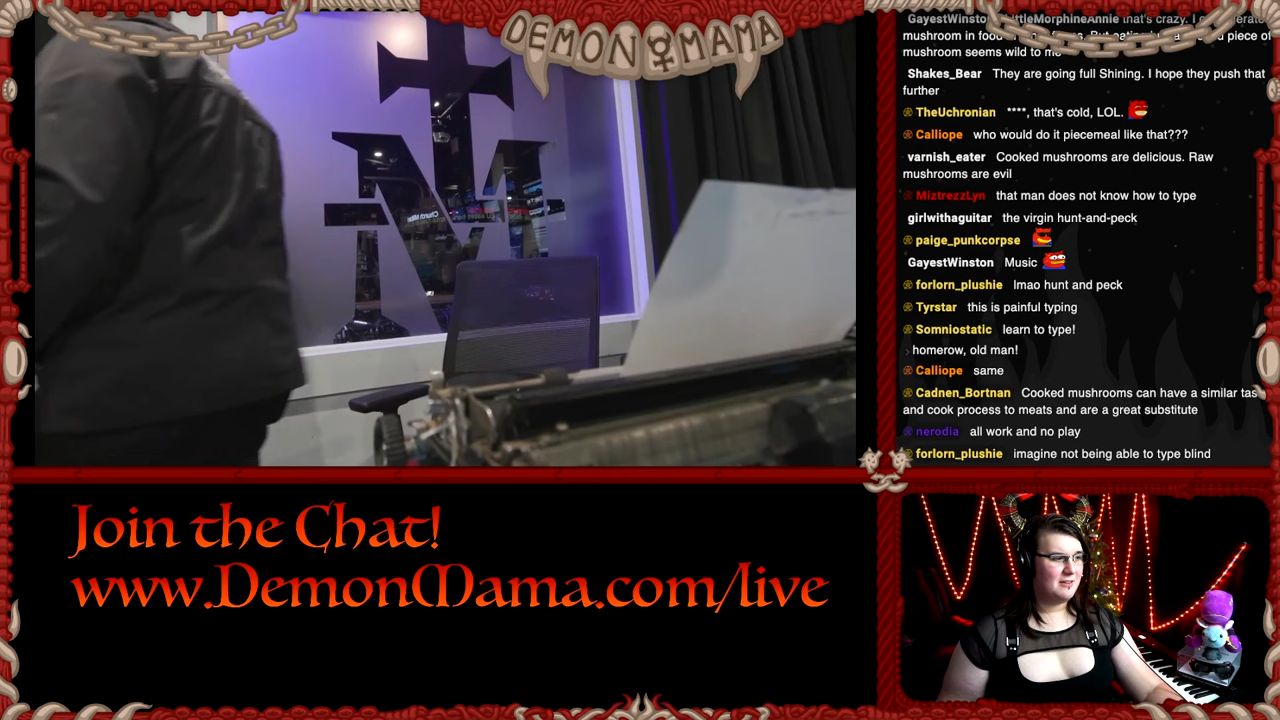 DEMON MAMA
GayestWinsto LittleMorphineAnnie that's crazy. I
mushroom in food
mushroom seems wild to me piece of
Shakes_Bear They are going full Shining. I hope they push that
further
TheUchronian ****, that's cold, LOL.
Calliope who would do it piecemeal like that???
varnish_eater Cooked mushrooms are delicious. Raw
mushrooms are evil
MiztrezzLyn that man does not know how to type
girlwithaguitar the virgin hunt-and-peck
paige_punkcorpse
GayestWinston Music
forlorn_plushie lmao hunt and peck
Tyrstar this is painful typing
Somniostatic learn to type!
› homerow, old man!
Calliope same
Cadnen_Bortnan Cooked mushrooms can have a similar tas
and cook process to meats and are a great substitute
nerodia all work and no play
forlorn_plushie imagine not being able to type blind
M
Join the Chat!
www.DemonMama.com/live